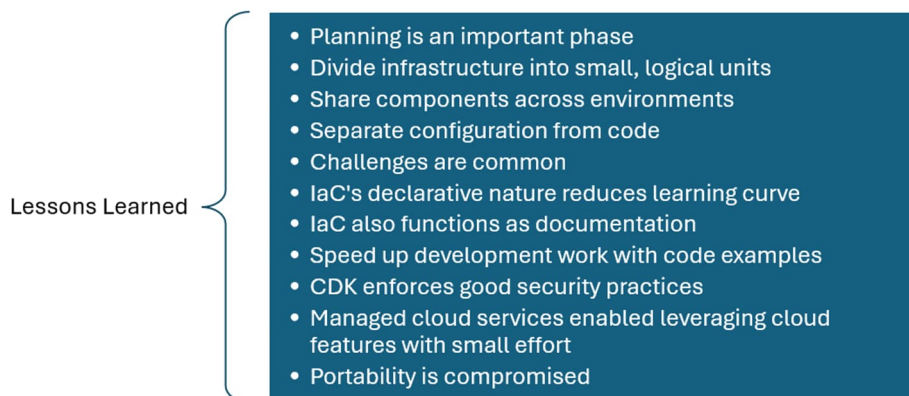 Lessons Learned
• Planning is an important phase
• Divide infrastructure into small, logical units
• Share components across environments
• Separate configuration from code
• Challenges are common
• IaC's declarative nature reduces learning curve
• IaC also functions as documentation
• Speed up development work with code examples
• CDK enforces good security practices
• Managed cloud services enabled leveraging cloud
features with small effort
• Portability is compromised